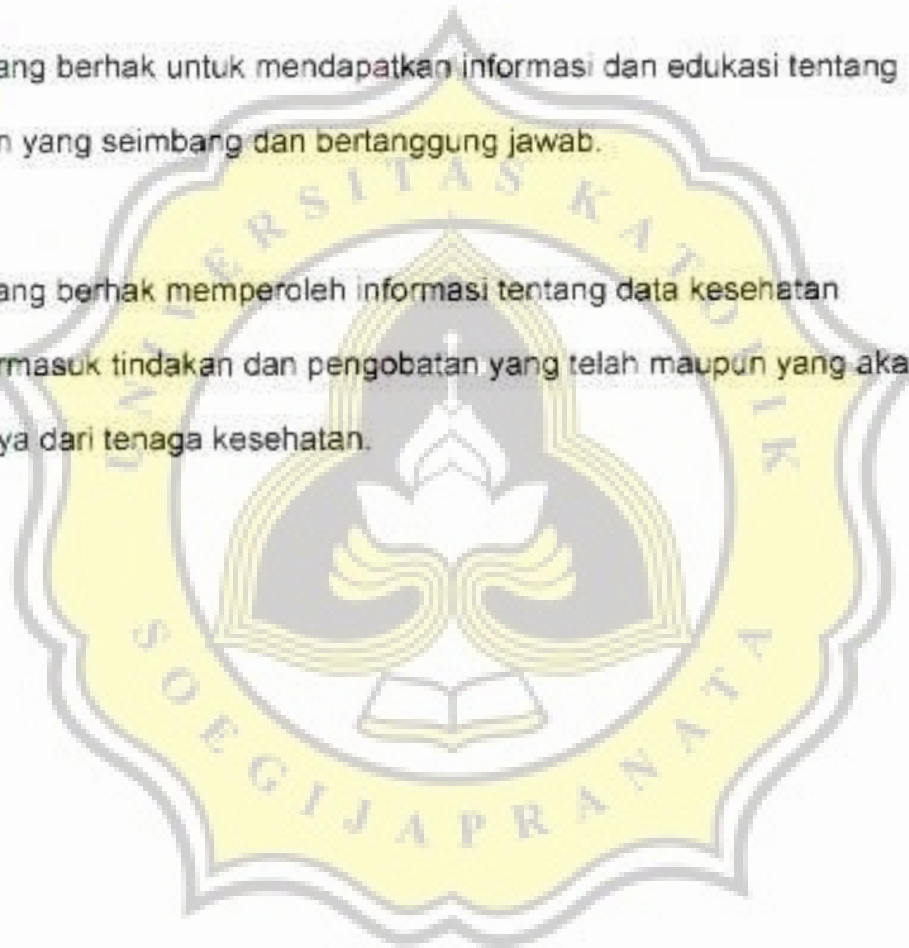 ang berhak untuk mendapatkan informasi dan edukasi tentang
n yang seimbang dan bertanggung jawab.
ang berhak memperoleh informasi tentang data kesehatan
rmasuk tindakan dan pengobatan yang telah maupun yang aka
ya dari tenaga kesehatan.
UNIVERSITAS KATOLIK
SOEGIJAPRANATA